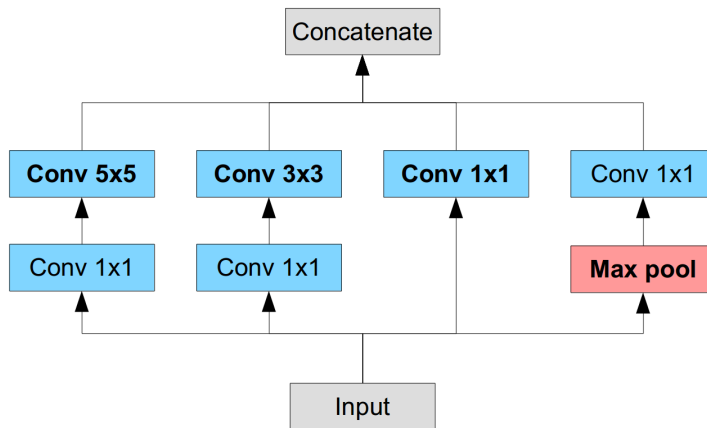 Concatenate
Conv 5x5
Conv 3x3
Conv 1x1
Conv 1x1
Conv 1x1
Conv 1x1
Max pool
Input